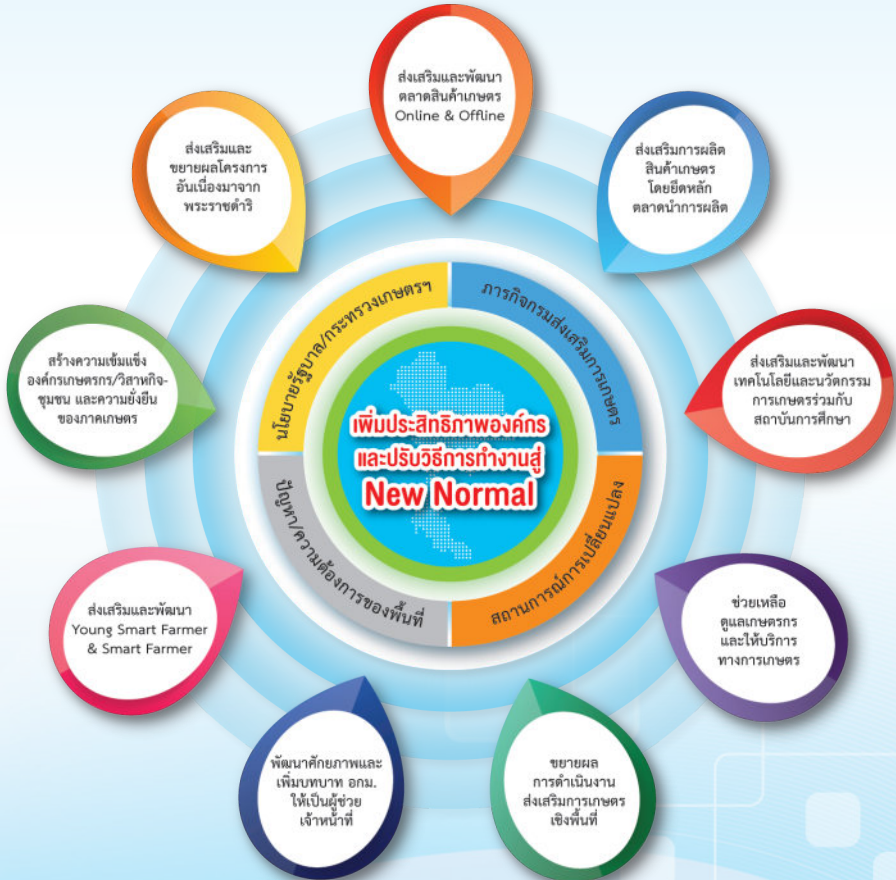 ส่งเสริมและพัฒนา
ตลาดสินค้าเกษตร
Online & Offline
ส่งเสริมการผลิต
สินค้าเกษตร
โดยยึดหลัก
ตลาดนำการผลิต
ส่งเสริมและพัฒนา
เทคโนโลยีและนวัตกรรม
การเกษตรร่วมกับ
สถาบันการศึกษา
ช่วยเหลือ
ดูแลเกษตรกร
และให้บริการ
ทางการเกษตร
ขยายผล
การดำเนินงาน
ส่งเสริมการเกษตร
เชิงพื้นที่
พัฒนาศักยภาพและ
เพิ่มบทบาท อกม.
ให้เป็นผู้ช่วย
เจ้าหน้าที่
ส่งเสริมและพัฒนา
Young Smart Farmer
& Smart Farmer
สร้างความเข้มแข็ง
องค์กรเกษตรกร/วิสาหกิจ-
ชุมชน และความยั่งยืน
ของภาคเกษตร
ส่งเสริมและ
ขยายผลโครงการ
อันเนื่องมาจาก
พระราชดำริ
นโยบายรัฐบาล/กระทรวงเกษตรฯ
ภารกิจกรมส่งเสริมการเกษตร
สถานการณ์การเปลี่ยนแปลง
ปัญหา/ความต้องการของพื้นที่
เพิ่มประสิทธิภาพองค์กร
และปรับวิธีการทำงานสู่
New Normal